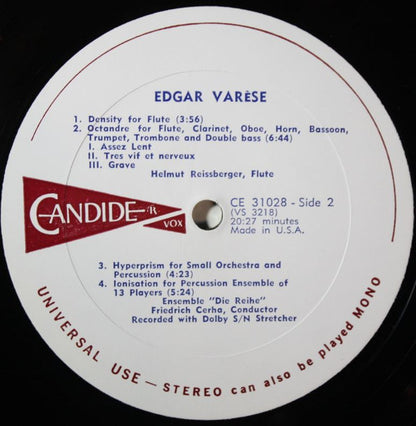 EDGAR VARÈSE
1. Density for Flute (3:56)
2. Octandre for Flute, Clarinet, Oboe, Horn, Bassoon,
Trumpet, Trombone and Double bass (6:44)
I. Assez Lent
II. Tres vif et nerveux
III. Grave
Helmut Reissberger, Flute
CANDIDE R
VOX
CE 31028 - Side 2
(VS 3218)
20:27 minutes
Made in U.S.A.
3. Hyperprism for Small Orchestra and
Percussion (4:23)
4. Ionisation for Percussion Ensemble of
13 Players (5:24)
Ensemble "Die Reihe"
Friedrich Cerha, Conductor
Recorded with Dolby S/N Stretcher
UNIVERSAL USE — STEREO can also be played MONO